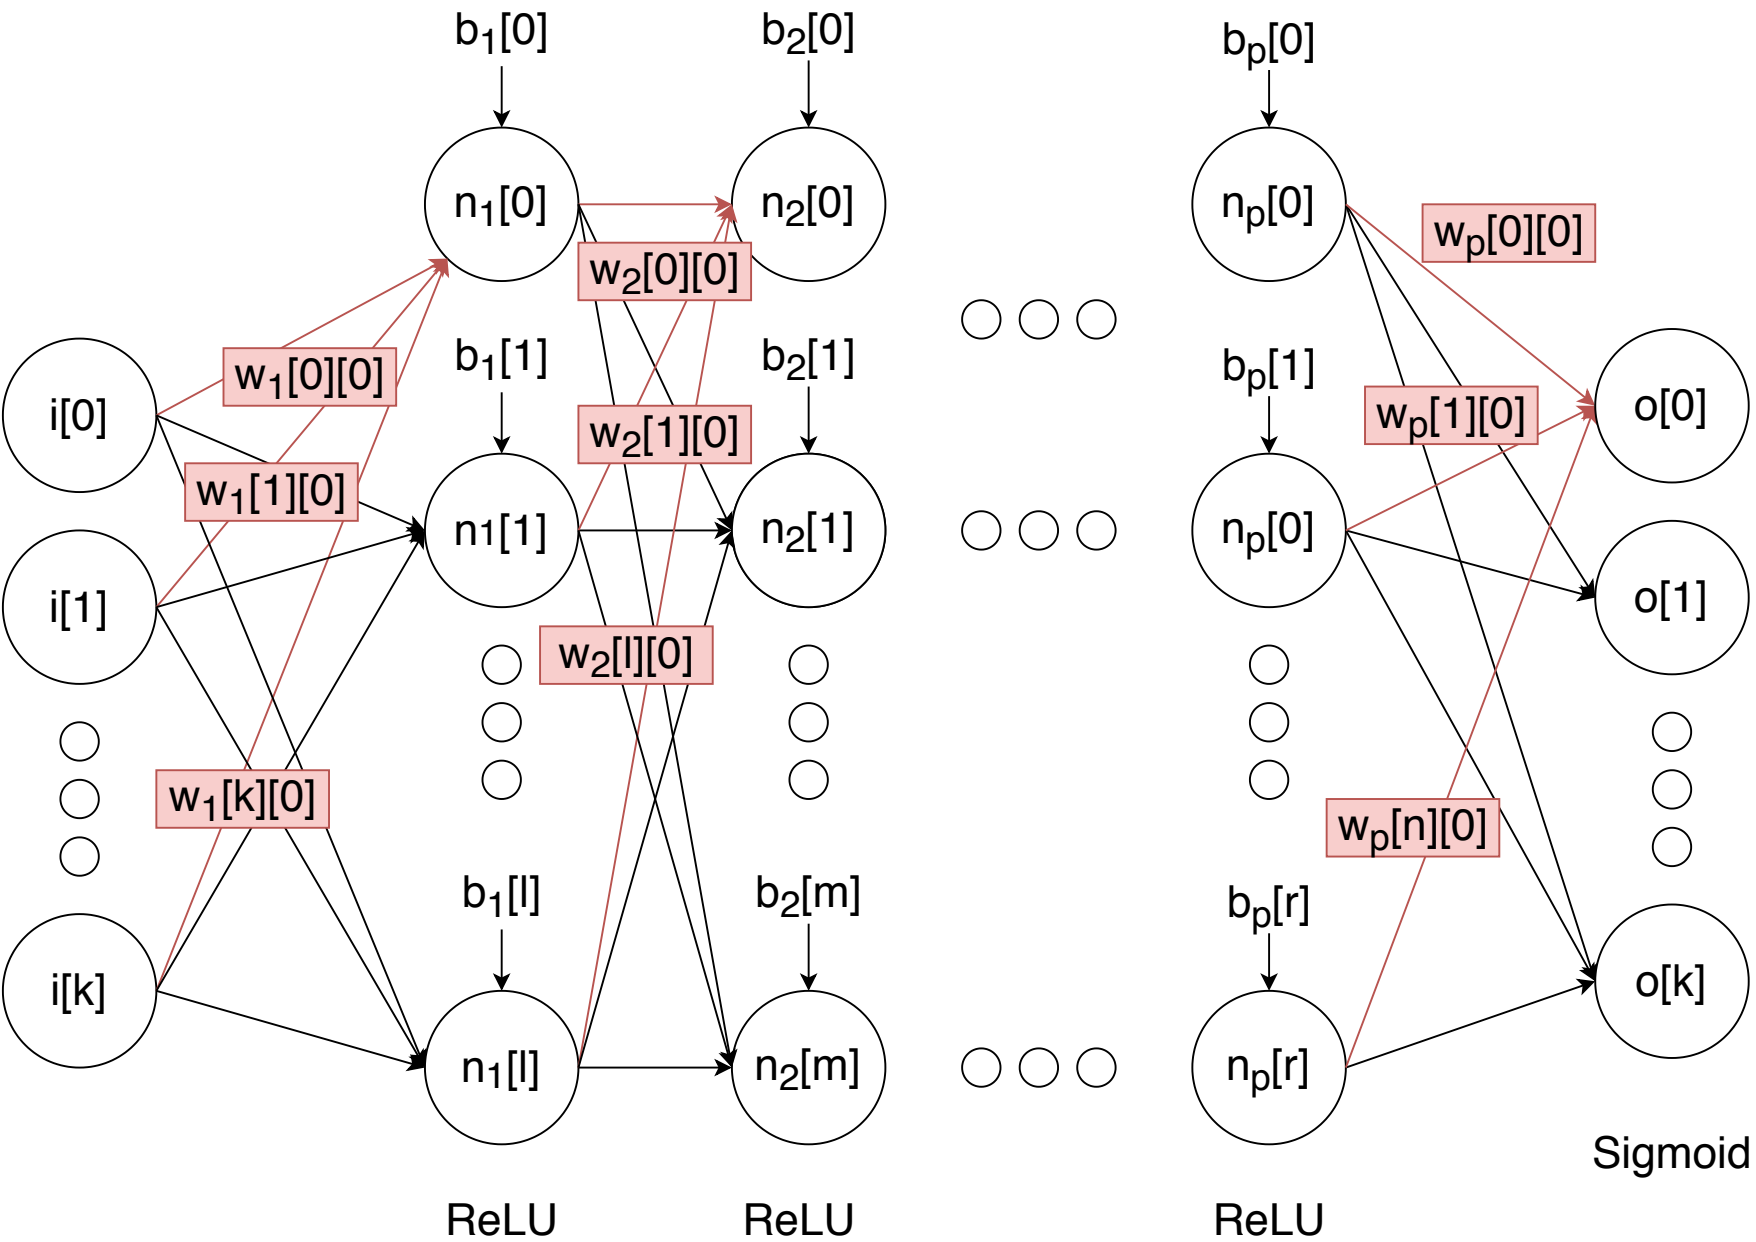 b1[0]
b2[0]
bp[0]
n1[0]
n2[0]
np[0]
wp[0][0]
w2[0][0]
b1[1]
b2[1]
bp[1]
w1[0][0]
i[0]
o[0]
wp[1][0]
w2[1][0]
w1[1][0]
n1[1]
n2[1]
np[0]
i[1]
o[1]
w2[l][0]
w1[k][0]
wp[n][0]
b1[l]
b2[m]
bp[r]
i[k]
o[k]
n1[l]
n2[m]
np[r]
Sigmoid
ReLU
ReLU
ReLU